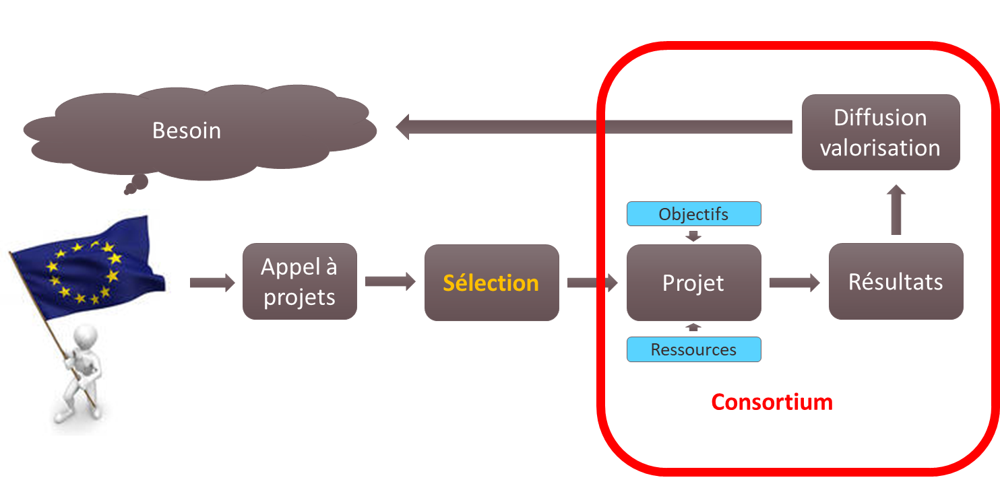 Besoin
Diffusion
valorisation
Objectifs
Appel à
projets
Sélection
Projet
Résultats
Ressources
Consortium